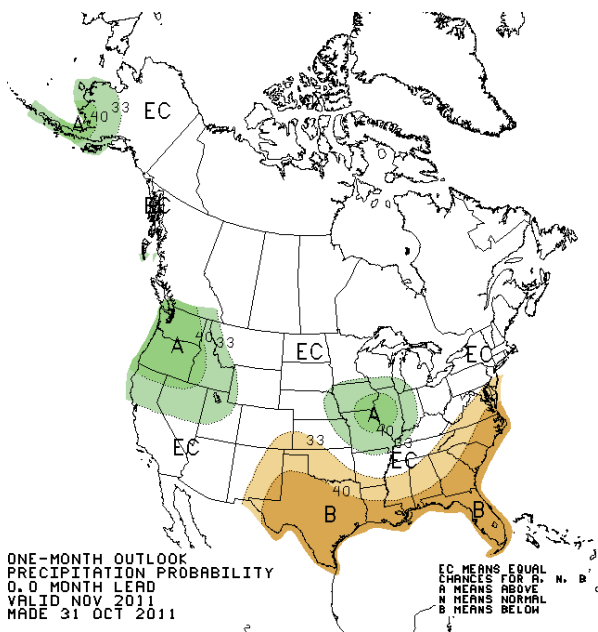 EC
33
40
A
EC
40
33
A
EC
EC
A
40
33
EC
33
EC
40
B
B
ONE-MONTH OUTLOOK
PRECIPITATION PROBABILITY
0.0 MONTH LEAD
VALID NOV 2011
MADE 31 OCT 2011
EC MEANS EQUAL
CHANCES FOR A, N, B
A MEANS ABOVE
N MEANS NORMAL
B MEANS BELOW